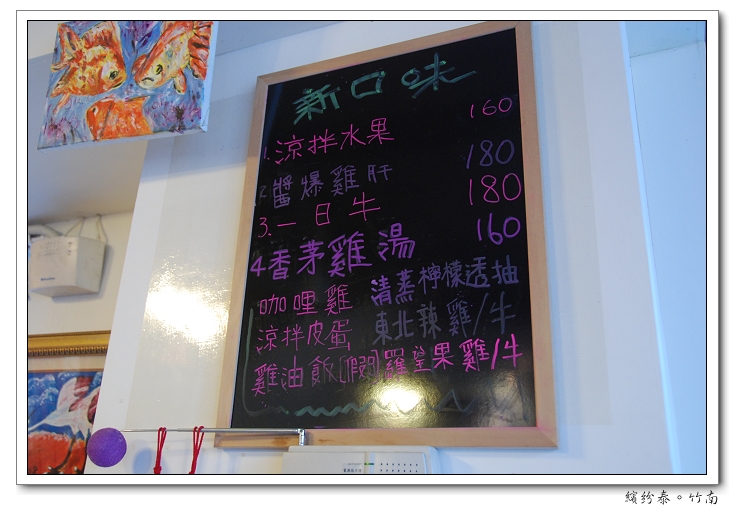 新口味
1.涼拌水果 160
2.醬爆雞肝 180
3.一日牛 180
4.香茅雞湯 160
咖哩雞 清蒸檸檬透抽
涼拌皮蛋 東北辣雞/牛
雞油飯[假日]羅望果雞/牛
繽紛泰。竹南